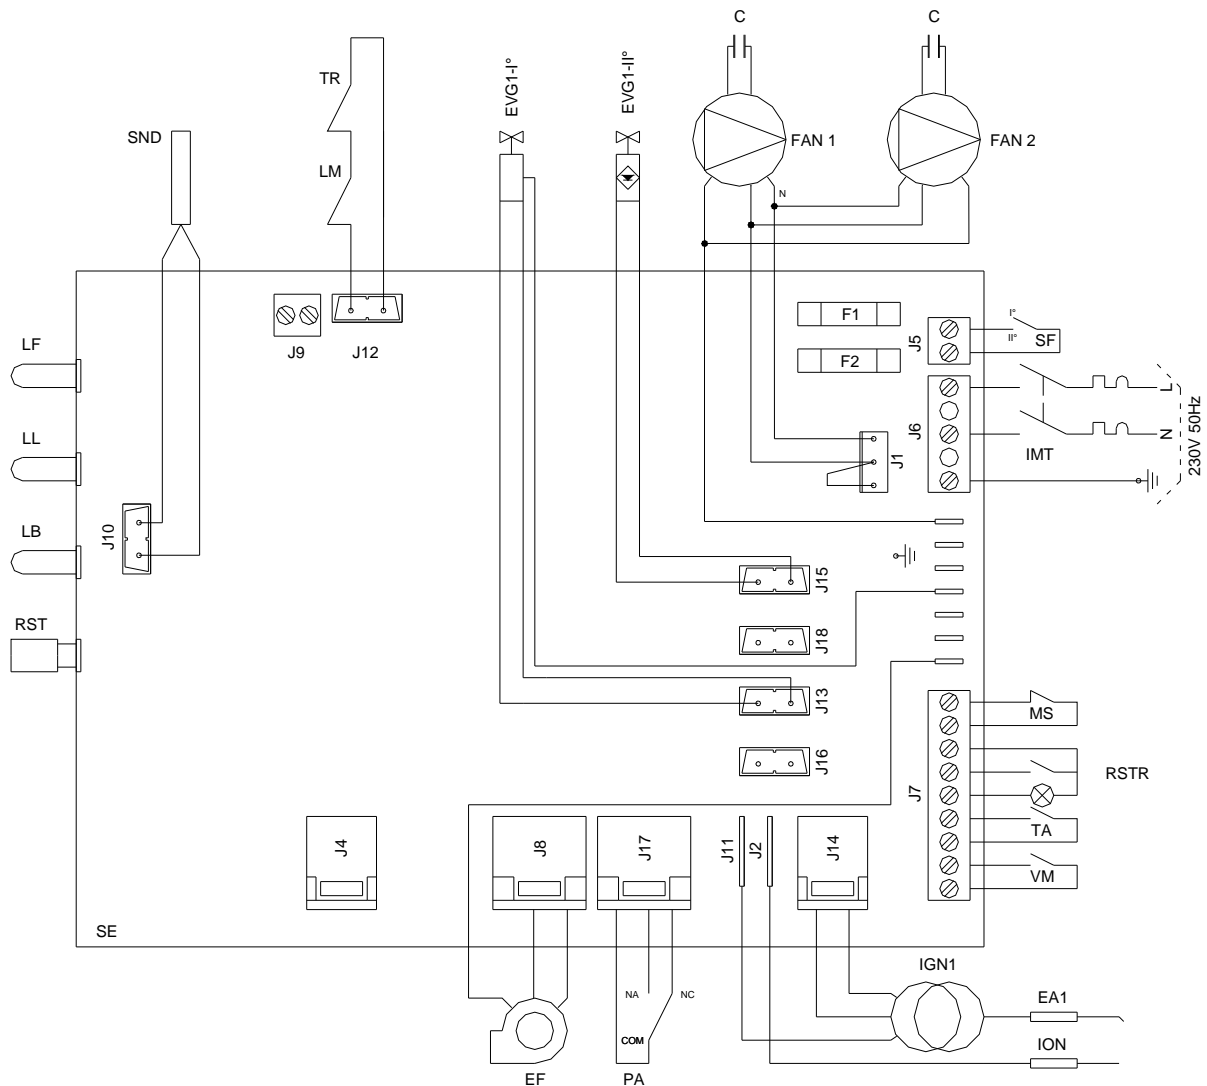 C
C
EVG1-I°
EVG1-II°
TR
SND
FAN 1
FAN 2
LM
N
F1
I°
J5
II°
SF
LF
J9
J12
F2
L
230V 50Hz
J6
N
LL
J1
IMT
LB
J10
J15
RST
J18
J13
MS
J16
RSTR
J7
J4
J8
J17
J11
J2
J14
TA
VM
SE
IGN1
NA
NC
EA1
COM
ION
EF
PA